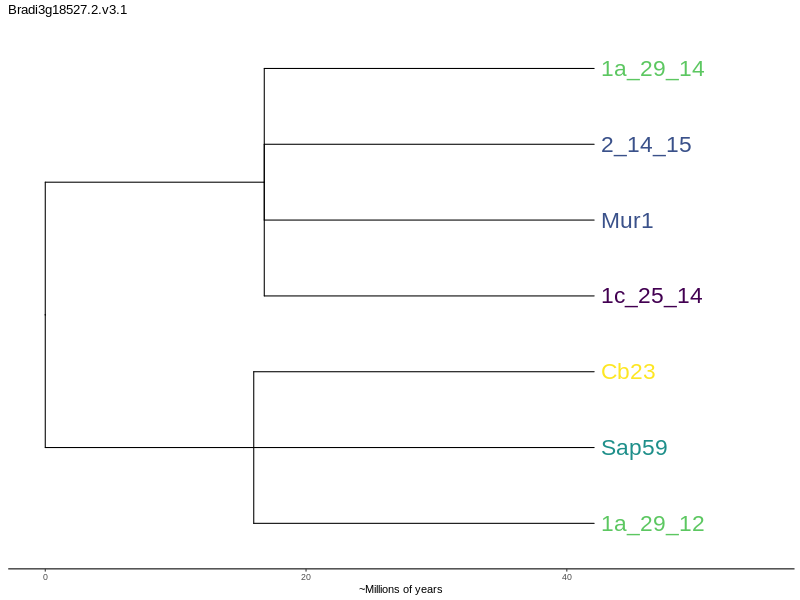 Bradi3g18527.2.v3.1
1a_29_14
2_14_15
Mur1
1c_25_14
Cb23
Sap59
1a_29_12
0 20 40
~Millions of years